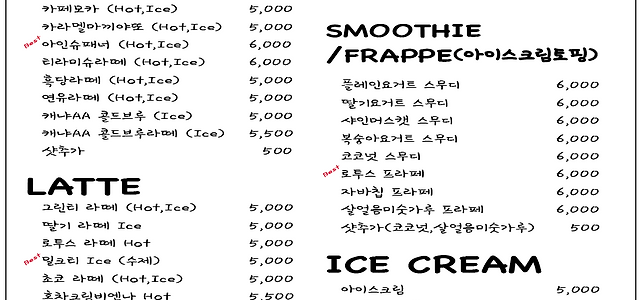 카페모카 (Hot,Ice) 5,000
카라멜마끼야또 (Hot,Ice) 5,000
Best 아인슈패너 (Hot,Ice) 6,000
티라미슈라떼 (Hot,Ice) 6,000
흑당라떼 (Hot,Ice) 5,000
연유라떼 (Hot,Ice) 5,000
캐냐AA 콜드브루 (Ice) 5,000
캐냐AA 콜드브루라떼 (Ice) 5,500
샷추가 500
LATTE
그린티 라떼 (Hot,Ice) 5,000
딸기 라떼 Ice 5,000
로투스 라떼 Hot 5,000
Best 밀크티 Ice (수제) 5,000
초코 라떼 (Hot,Ice) 5,000
호차크림비엔나 Hot 5,500
SMOOTHIE
/FRAPPE(아이스크림토핑)
플레인요거트 스무디 6,000
딸기요거트 스무디 6,000
샤인머스캣 스무디 6,000
복숭아요거트 스무디 6,000
코코넛 스무디 6,000
Best 로투스 프라페 6,000
자바칩 프라페 6,000
살얼음미숫가루 프라페 6,000
샷추가(코코넛,살얼음미숫가루) 500
ICE CREAM
아이스크림 5,000